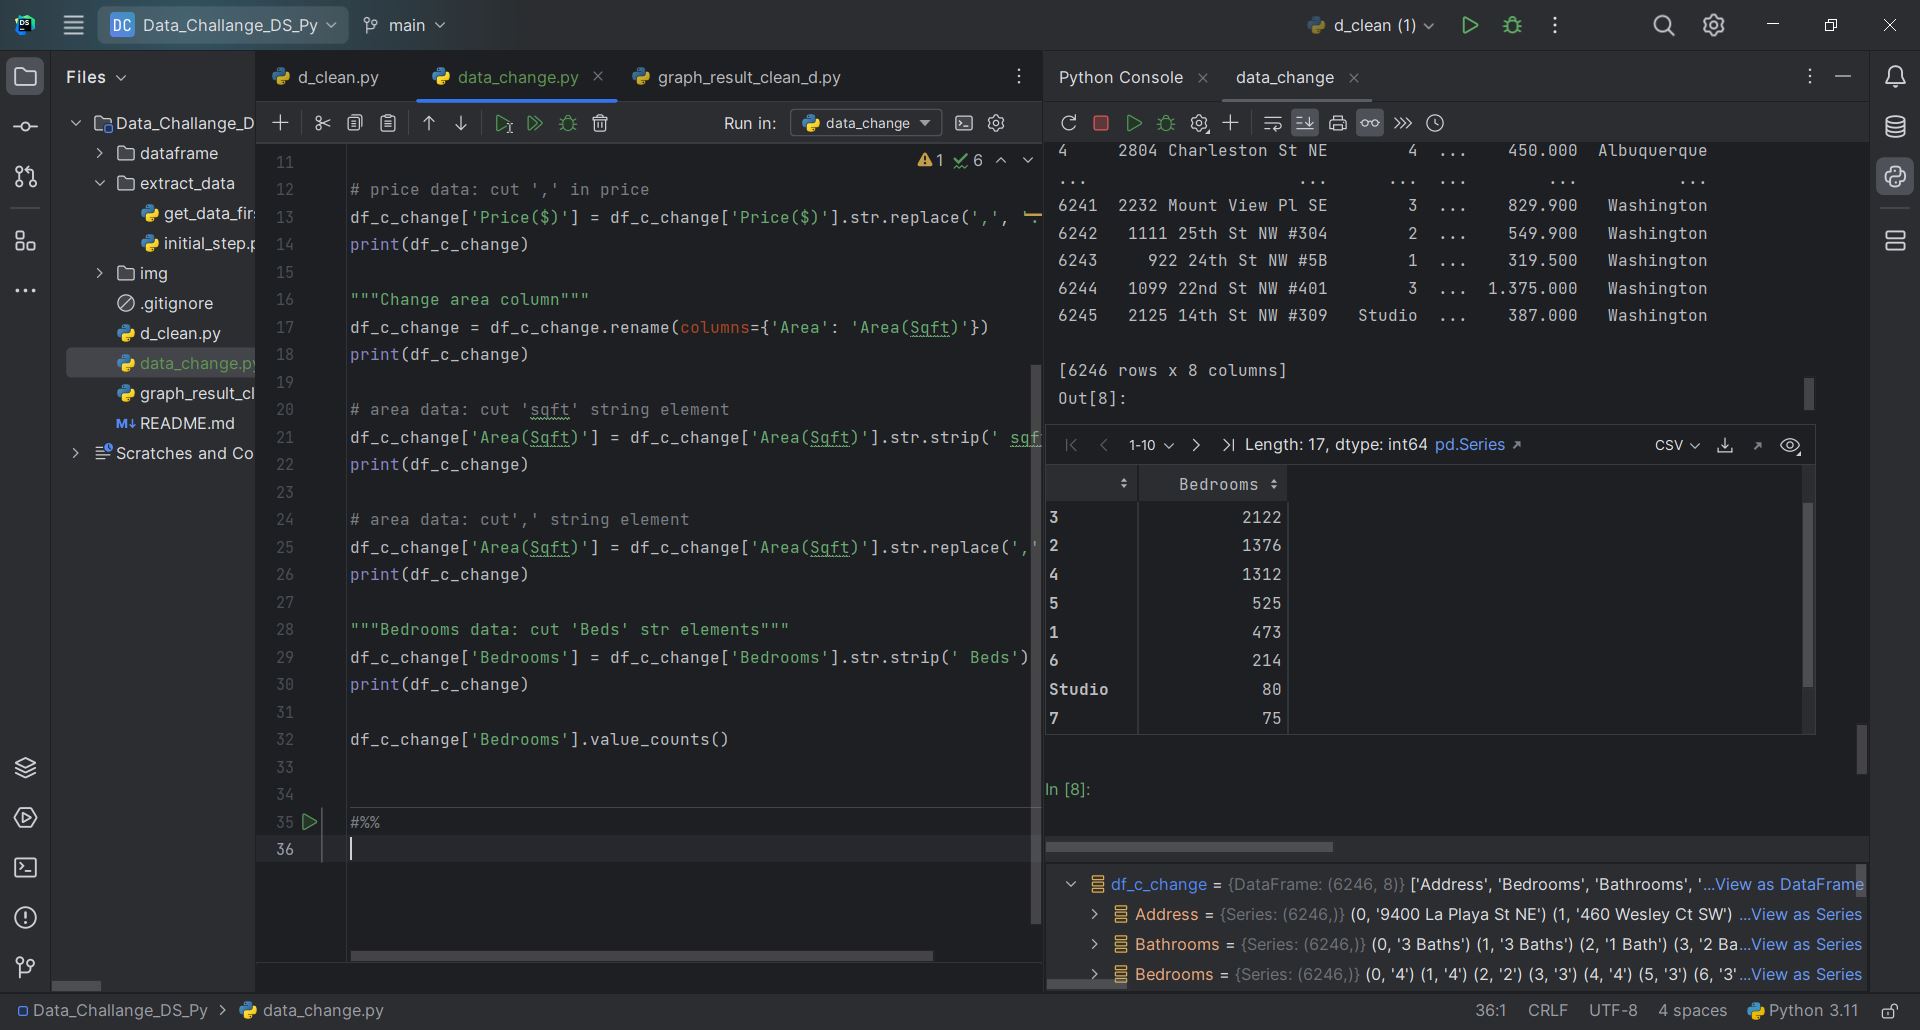 DC Data_Challange_DS_Py main d_clean (1)
Files
d_clean.py data_change.py graph_result_clean_d.py
Python Console data_change
Run in: data_change
Data_Challange_D
dataframe
extract_data
get_data_fir
initial_step.p
img
.gitignore
d_clean.py
data_change.py
graph_result_cl
README.md
Scratches and Co
1 6
11
12 # price data: cut ',' in price
13 df_c_change['Price($)'] = df_c_change['Price($)'].str.replace(',', '.
14 print(df_c_change)
15
16 """Change area column"""
17 df_c_change = df_c_change.rename(columns={'Area': 'Area(Sqft)'})
18 print(df_c_change)
19
20 # area data: cut 'sqft' string element
21 df_c_change['Area(Sqft)'] = df_c_change['Area(Sqft)'].str.strip(' sqf
22 print(df_c_change)
23
24 # area data: cut',' string element
25 df_c_change['Area(Sqft)'] = df_c_change['Area(Sqft)'].str.replace(','
26 print(df_c_change)
27
28 """Bedrooms data: cut 'Beds' str elements"""
29 df_c_change['Bedrooms'] = df_c_change['Bedrooms'].str.strip(' Beds')
30 print(df_c_change)
31
32 df_c_change['Bedrooms'].value_counts()
33
34
35 #%%
36
4 2804 Charleston St NE 4 ... 450.000 Albuquerque
... ... ... ... ... ...
6241 2232 Mount View Pl SE 3 ... 829.900 Washington
6242 1111 25th St NW #304 2 ... 549.900 Washington
6243 922 24th St NW #5B 1 ... 319.500 Washington
6244 1099 22nd St NW #401 3 ... 1.375.000 Washington
6245 2125 14th St NW #309 Studio ... 387.000 Washington
[6246 rows x 8 columns]
Out[8]:
1-10 Length: 17, dtype: int64 pd.Series CSV
Bedrooms
3 2122
2 1376
4 1312
5 525
1 473
6 214
Studio 80
7 75
In [8]:
df_c_change = {DataFrame: (6246, 8)} ['Address', 'Bedrooms', 'Bathrooms', '...View as DataFrame
Address = {Series: (6246,)} (0, '9400 La Playa St NE') (1, '460 Wesley Ct SW') ...View as Series
Bathrooms = {Series: (6246,)} (0, '3 Baths') (1, '3 Baths') (2, '1 Bath') (3, '2 Ba...View as Series
Bedrooms = {Series: (6246,)} (0, '4') (1, '4') (2, '2') (3, '3') (4, '4') (5, '3') (6, '3'...View as Series
Data_Challange_DS_Py > data_change.py 36:1 CRLF UTF-8 4 spaces Python 3.11